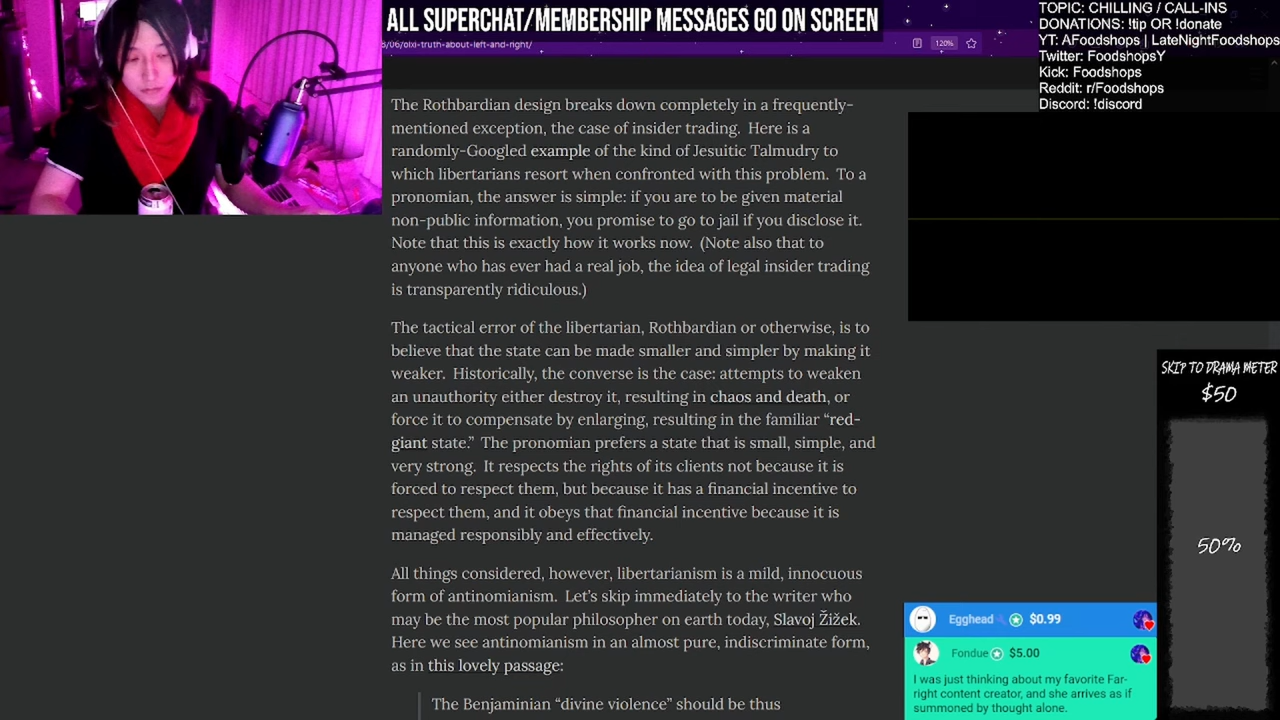 ALL SUPERCHAT/MEMBERSHIP MESSAGES GO ON SCREEN
/06/olxi-truth-about-left-and-right/
120%
TOPIC: CHILLING / CALL-INS
DONATIONS: !tip OR !donate
YT: AFoodshops | LateNightFoodshops
Twitter: FoodshopsY
Kick: Foodshops
Reddit: r/Foodshops
Discord: !discord
The Rothbardian design breaks down completely in a frequently-
mentioned exception, the case of insider trading. Here is a
randomly-Googled example of the kind of Jesuitic Talmudry to
which libertarians resort when confronted with this problem. To a
pronomian, the answer is simple: if you are to be given material
non-public information, you promise to go to jail if you disclose it.
Note that this is exactly how it works now. (Note also that to
anyone who has ever had a real job, the idea of legal insider trading
is transparently ridiculous.)
The tactical error of the libertarian, Rothbardian or otherwise, is to
believe that the state can be made smaller and simpler by making it
weaker. Historically, the converse is the case: attempts to weaken
an unauthority either destroy it, resulting in chaos and death, or
force it to compensate by enlarging, resulting in the familiar “red-
giant state.” The pronomian prefers a state that is small, simple, and
very strong. It respects the rights of its clients not because it is
forced to respect them, but because it has a financial incentive to
respect them, and it obeys that financial incentive because it is
managed responsibly and effectively.
All things considered, however, libertarianism is a mild, innocuous
form of antinomianism. Let’s skip immediately to the writer who
may be the most popular philosopher on earth today, Slavoj Žižek.
Here we see antinomianism in an almost pure, indiscriminate form,
as in this lovely passage:
The Benjaminian “divine violence” should be thus
SKIP TO DRAMA METER
$50
50%
Egghead $0.99
Fondue $5.00
I was just thinking about my favorite Far-
right content creator, and she arrives as if
summoned by thought alone.